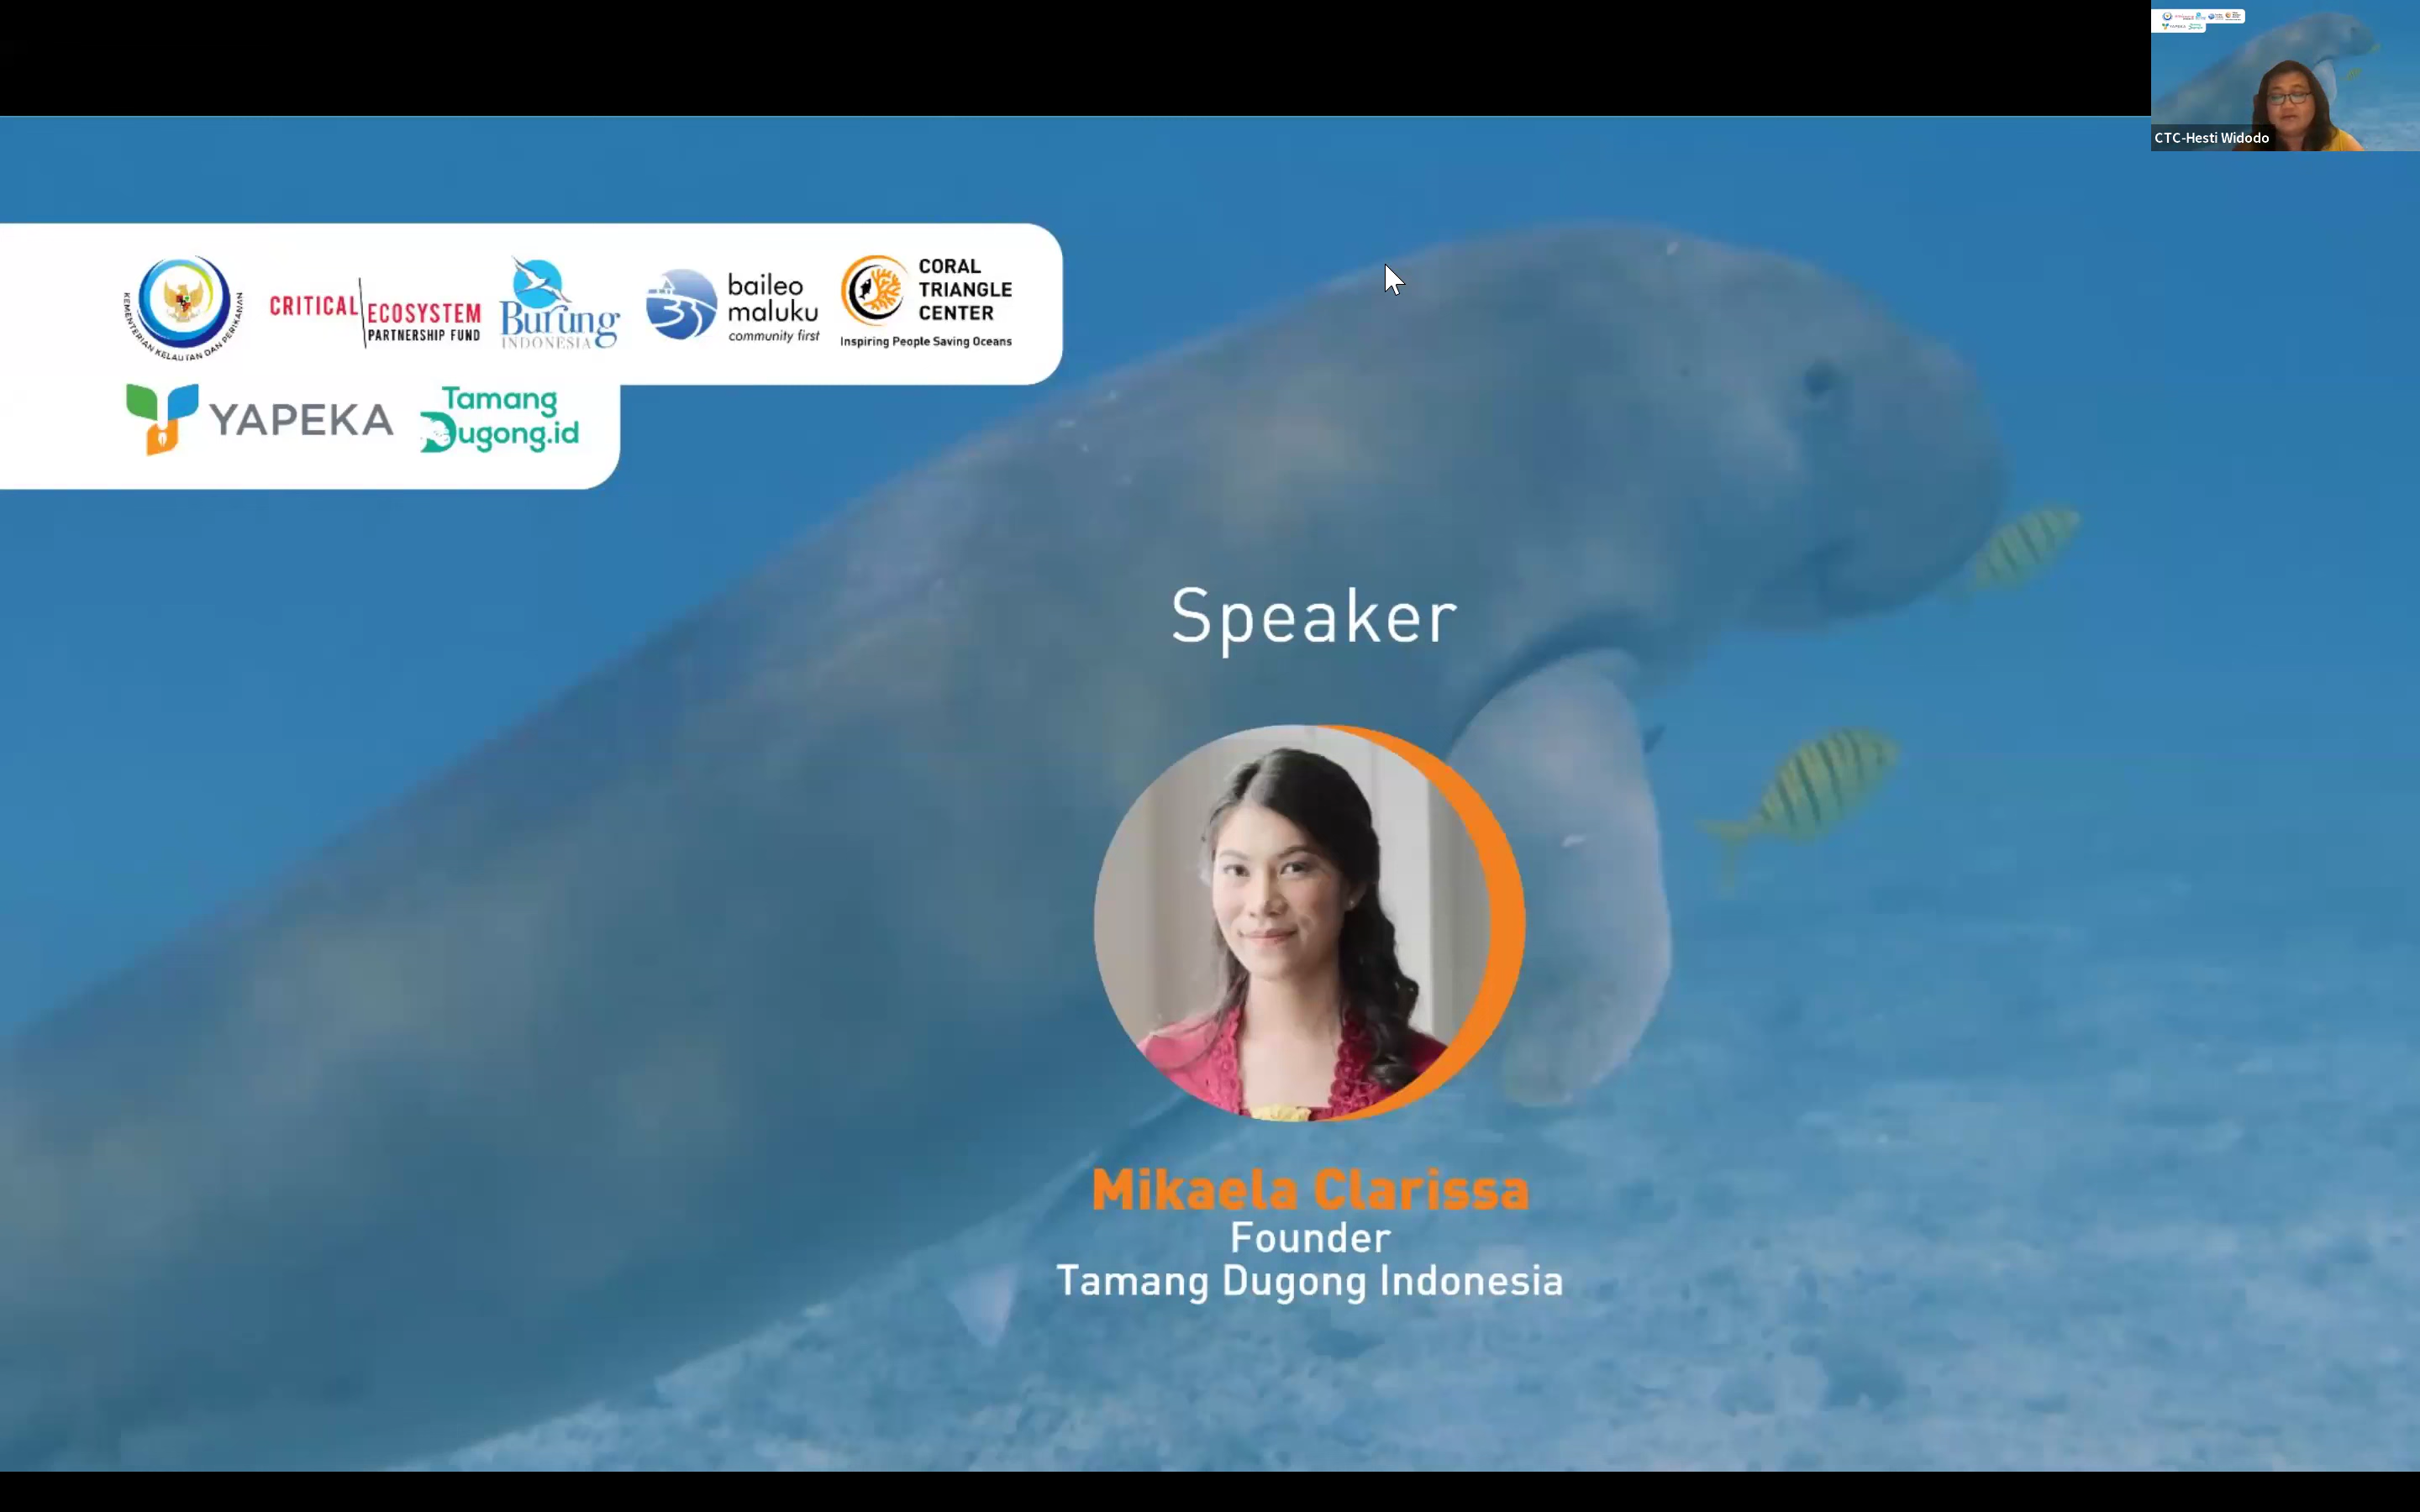 KEMENTERIAN KELAUTAN DAN PERIKANAN
CRITICAL ECOSYSTEM
PARTNERSHIP FUND
Burung
INDONESIA
baileo
maluku
community first
CORAL
TRIANGLE
CENTER
Inspiring People Saving Oceans
YAPEKA
Tamang
Dugong.id
CTC-Hesti Widodo
Speaker
Mikaela Clarissa
Founder
Tamang Dugong Indonesia